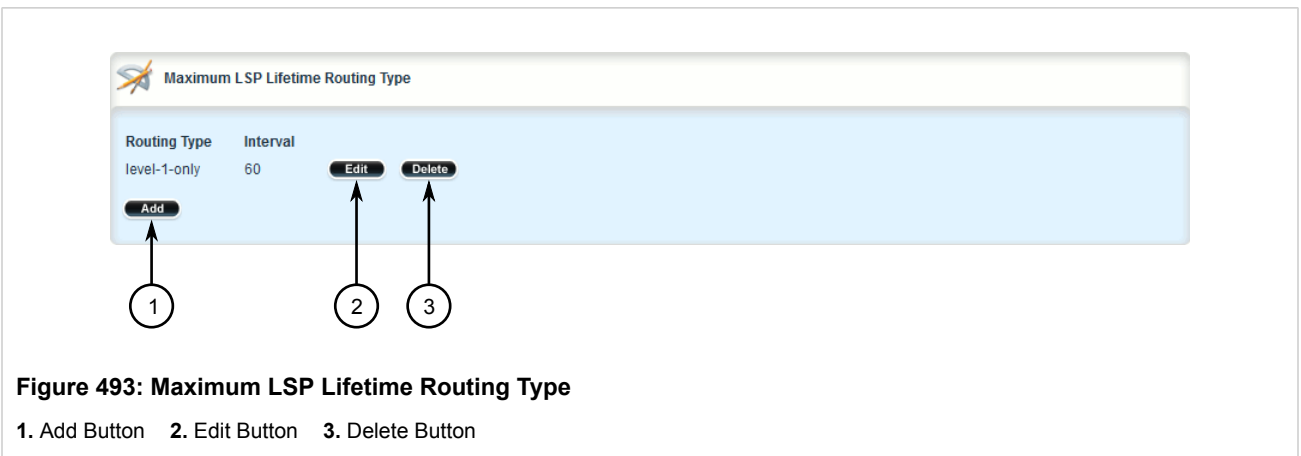 Maximum LSP Lifetime Routing Type
Routing Type Interval
level-1-only 60 Edit Delete
Add
1 2 3
Figure 493: Maximum LSP Lifetime Routing Type
1. Add Button 2. Edit Button 3. Delete Button